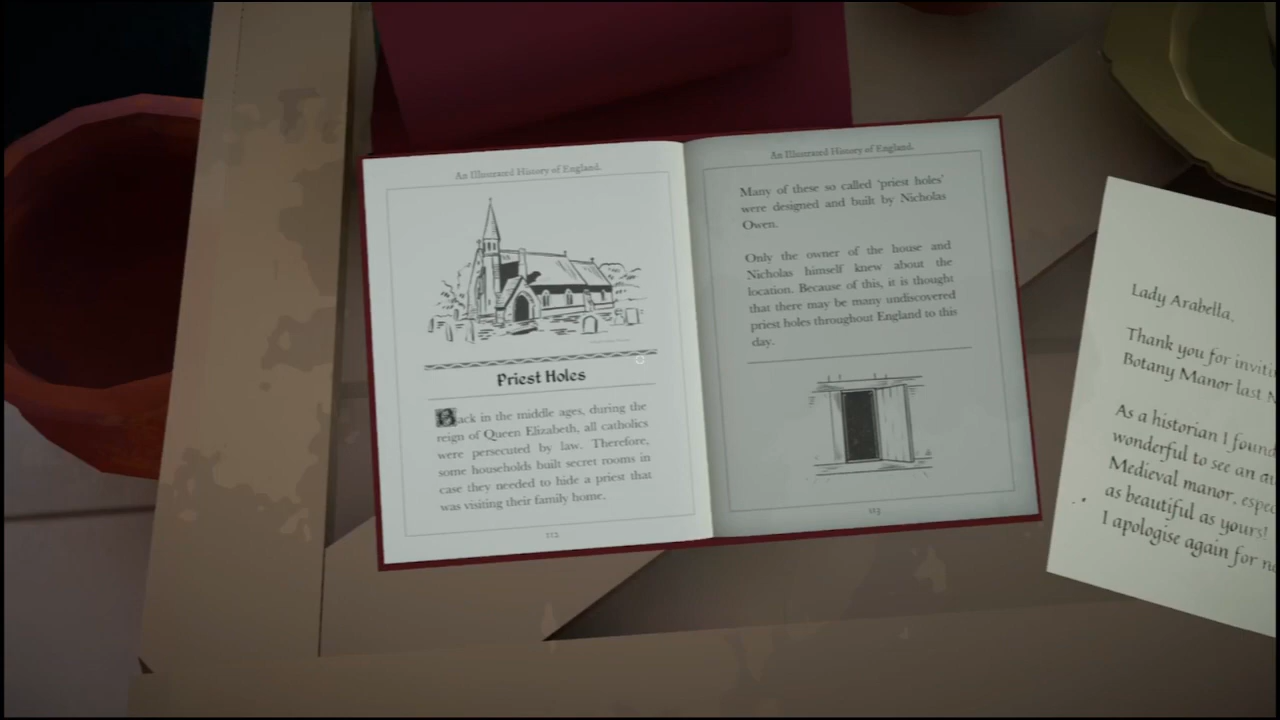 An Illustrated History of England.
Priest Holes
Back in the middle ages, during the
reign of Queen Elizabeth, all catholics
were persecuted by law. Therefore,
some households built secret rooms in
case they needed to hide a priest that
was visiting their family home.
112
An Illustrated History of England.
Many of these so called 'priest holes'
were designed and built by Nicholas
Owen.
Only the owner of the house and
Nicholas himself knew about the
location. Because of this, it is thought
that there may be many undiscovered
priest holes throughout England to this
day.
113
Lady Arabella,
Thank you for
Botany Manor last
As a historian I found
wonderful to see an
Medieval manor,
as beautiful as yours!
I apologise again for